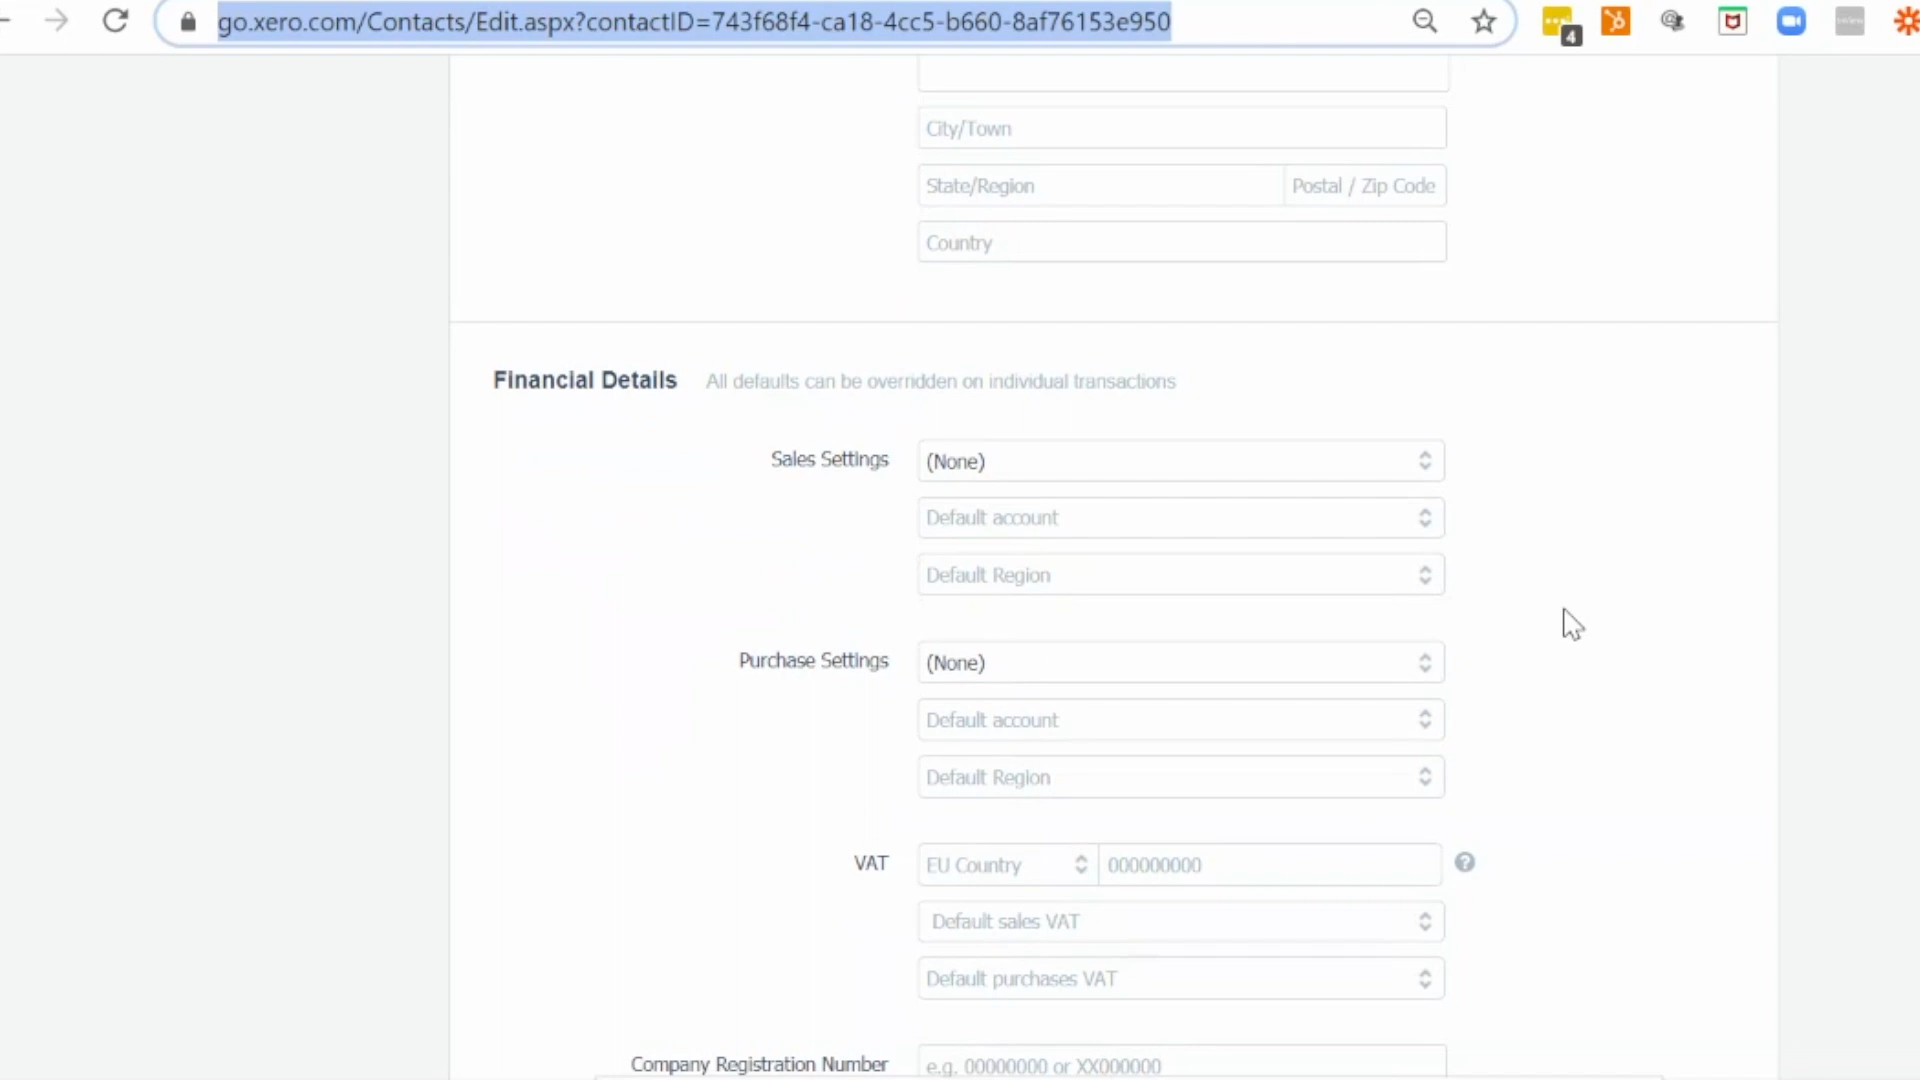 go.xero.com/Contacts/Edit.aspx?contactID=743f68f4-ca18-4cc5-b660-8af76153e950
4
City/Town
State/Region Postal / Zip Code
Country
Financial Details All defaults can be overridden on individual transactions
Sales Settings (None)
Default account
Default Region
Purchase Settings (None)
Default account
Default Region
VAT EU Country 000000000 ?
Default sales VAT
Default purchases VAT
Company Registration Number e.g. 00000000 or XX000000